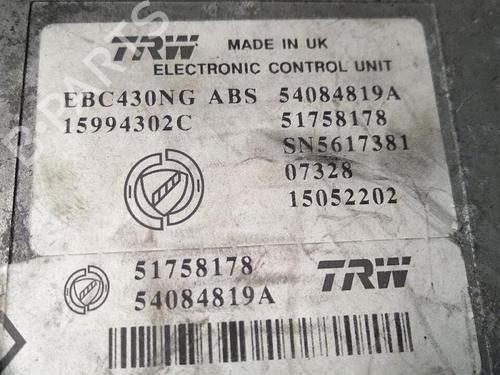 TRW MADE IN UK
ELECTRONIC CONTROL UNIT
EBC430NG ABS 54084819A
15994302C 51758178
SN5617381
07328
15052202
51758178 TRW
54084819A